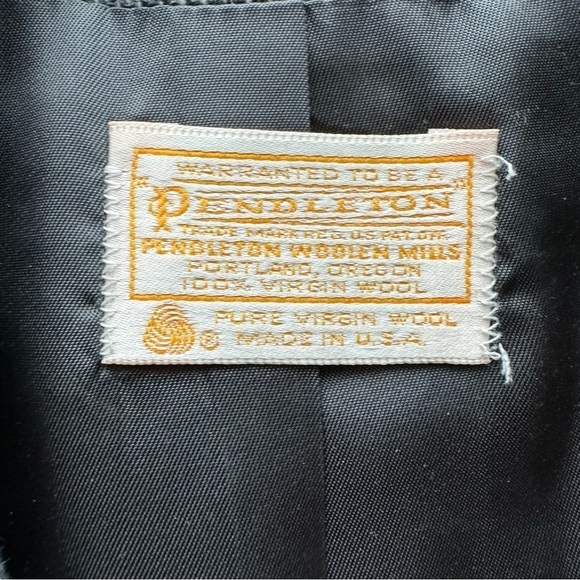 WARRANTED TO BE A
"PENDLETON"
TRADE MARK REG. U.S. PAT. OFF.
PENDLETON WOOLEN MILLS
PORTLAND, OREGON
100% VIRGIN WOOL
® PURE VIRGIN WOOL
MADE IN U.S.A.